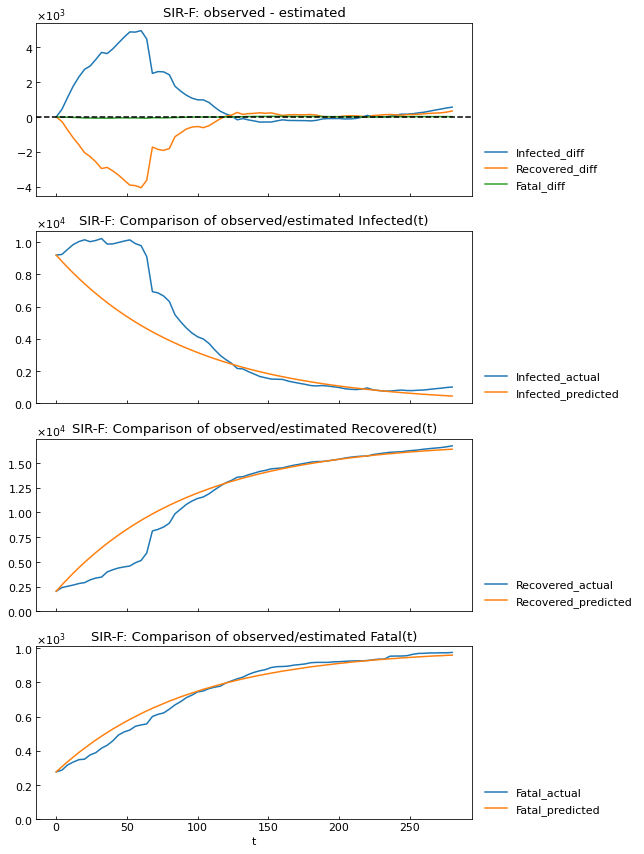 SIR-F: observed - estimated
×10³
4
2
0
−2
−4
Infected_diff
Recovered_diff
Fatal_diff
SIR-F: Comparison of observed/estimated Infected(t)
×10⁴
1.0
0.8
0.6
0.4
0.2
0.0
Infected_actual
Infected_predicted
SIR-F: Comparison of observed/estimated Recovered(t)
×10⁴
1.50
1.25
1.00
0.75
0.50
0.25
0.00
Recovered_actual
Recovered_predicted
SIR-F: Comparison of observed/estimated Fatal(t)
×10³
1.0
0.8
0.6
0.4
0.2
0.0
Fatal_actual
Fatal_predicted
0 50 100 150 200 250
t